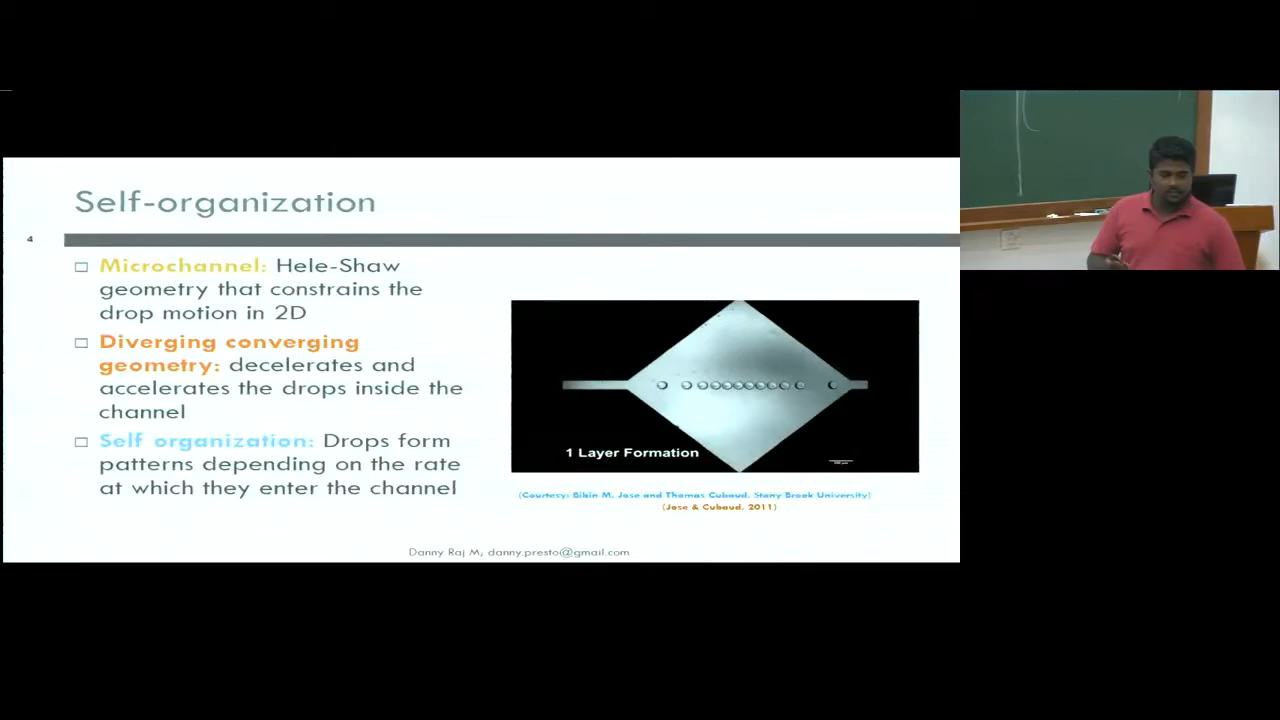 Self-organization
4
Microchannel: Hele-Shaw
geometry that constrains the
drop motion in 2D
Diverging converging
geometry: decelerates and
accelerates the drops inside the
channel
Self organization: Drops form
patterns depending on the rate
at which they enter the channel
1 Layer Formation
(Courtesy: Bibin M. Jose and Thomas Cubaud, Stony Brook University)
(Jose & Cubaud, 2011)
Danny Raj M, danny.presto@gmail.com